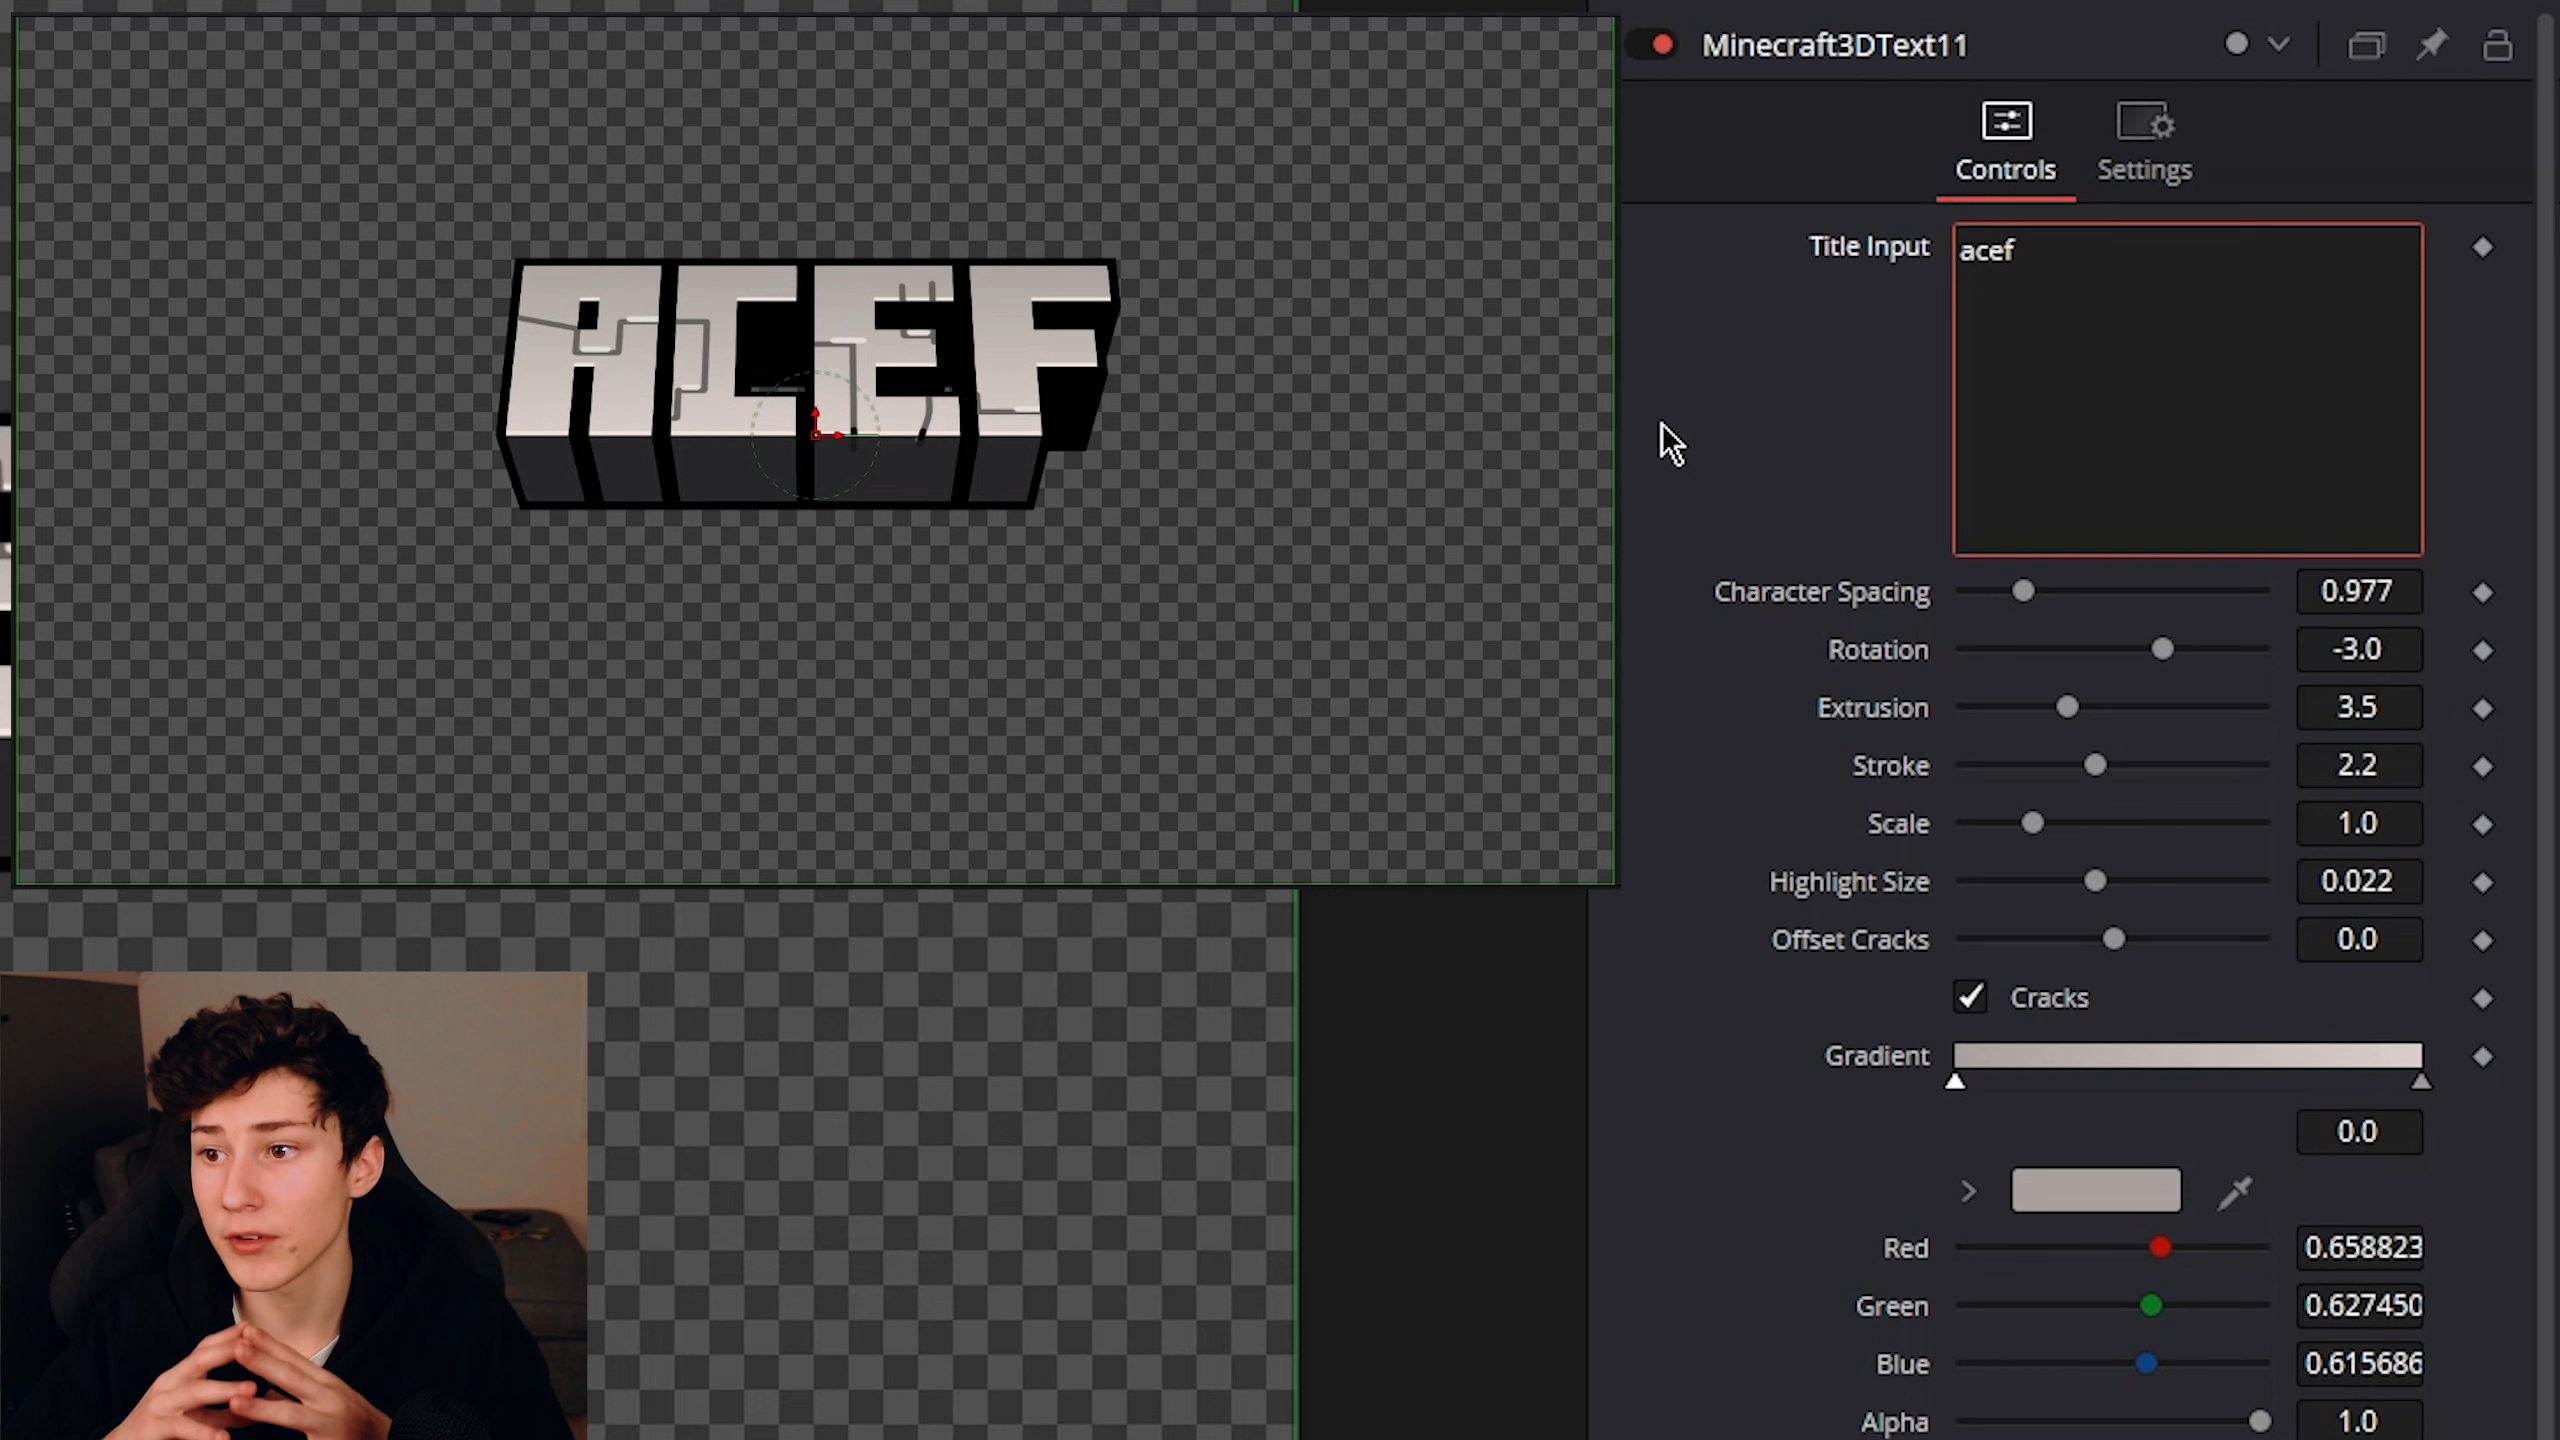 Minecraft3DText11
Controls
Settings
Title Input
acef
ACEF
Character Spacing 0.977
Rotation -3.0
Extrusion 3.5
Stroke 2.2
Scale 1.0
Highlight Size 0.022
Offset Cracks 0.0
Cracks
Gradient
0.0
Red 0.658823
Green 0.627450
Blue 0.615686
Alpha 1.0